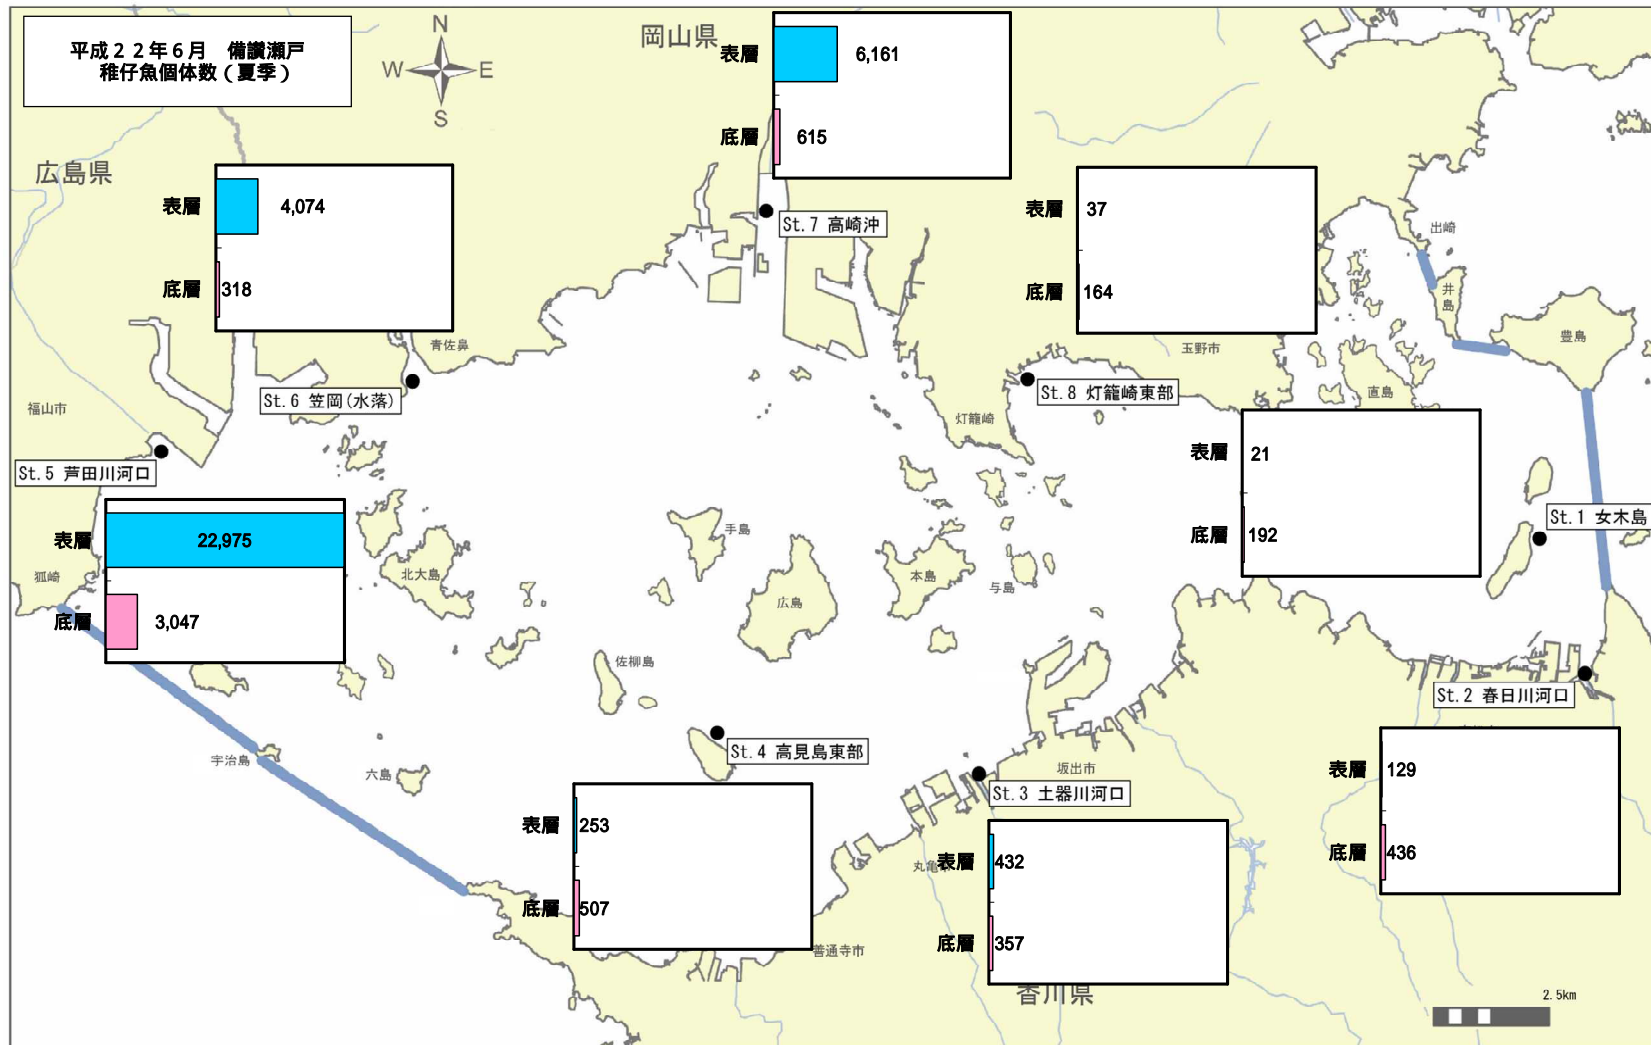 平成２２年６月　備讃瀬戸
稚仔魚個体数（夏季）
N
W
E
S
岡山県
表層
6,161
底層
615
広島県
表層
4,074
底層
318
St.7 高崎沖
表層
37
底層
164
出崎
井島
豊島
青佐鼻
玉野市
St.6 笠岡(水落)
St.8 灯籠崎東部
直島
福山市
灯籠崎
St.5 芦田川河口
表層
21
底層
192
St.1 女木島
表層
22,975
底層
3,047
狐崎
北大島
手島
広島
本島
与島
佐柳島
St.2 春日川河口
宇治島
六島
St.4 高見島東部
坂出市
St.3 土器川河口
表層
129
底層
436
表層
253
底層
507
丸亀
表層
432
底層
357
善通寺市
香川県
2.5km